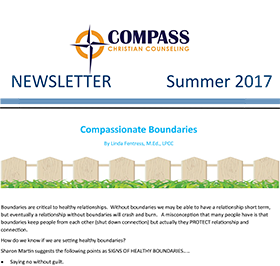 COMPASS
CHRISTIAN COUNSELING
NEWSLETTER Summer 2017
Compassionate Boundaries
By Linda Fentress, M.Ed., LPCC
Boundaries are critical to healthy relationships. Without boundaries we may be able to have a relationship short term,
but eventually a relationship without boundaries will crash and burn. A misconception that many people have is that
boundaries keep people from each other (shut down connection) but actually they PROTECT relationship and
connection.
How do we know if we are setting healthy boundaries?
Sharon Martin suggests the following points as SIGNS OF HEALTHY BOUNDARIES.....
• Saying no without guilt.